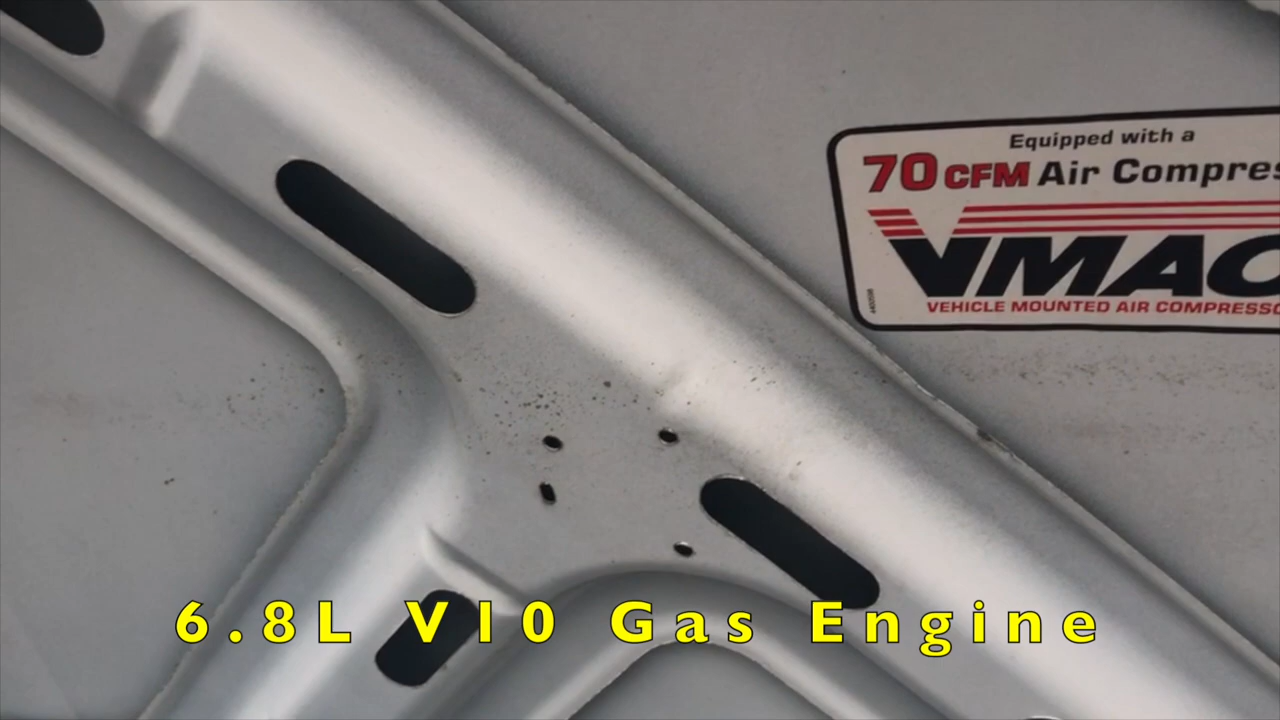 Equipped with a
70 CFM Air Compres
VMAC
VEHICLE MOUNTED AIR COMPRESSO
6.8L V10 Gas Engine